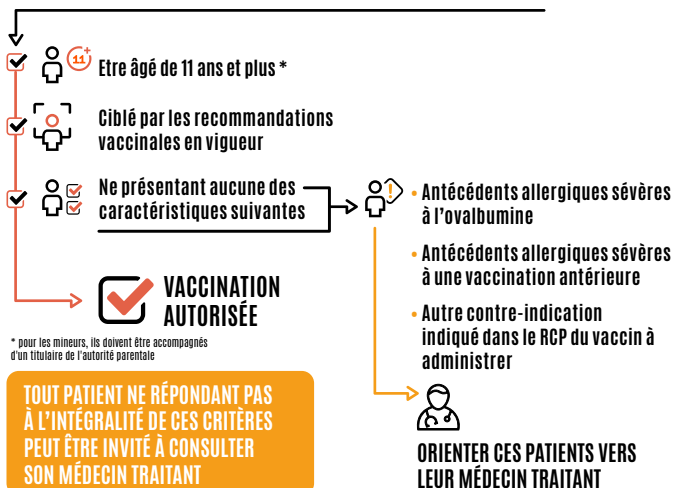 11+
Etre âgé de 11 ans et plus *
Ciblé par les recommandations
vaccinales en vigueur
Ne présentant aucune des
caractéristiques suivantes
• Antécédents allergiques sévères
à l'ovalbumine
• Antécédents allergiques sévères
à une vaccination antérieure
• Autre contre-indication
indiqué dans le RCP du vaccin à
administrer
VACCINATION
AUTORISÉE
* pour les mineurs, ils doivent être accompagnés
d'un titulaire de l'autorité parentale
TOUT PATIENT NE RÉPONDANT PAS
À L'INTÉGRALITÉ DE CES CRITÈRES
PEUT ÊTRE INVITÉ À CONSULTER
SON MÉDECIN TRAITANT
ORIENTER CES PATIENTS VERS
LEUR MÉDECIN TRAITANT